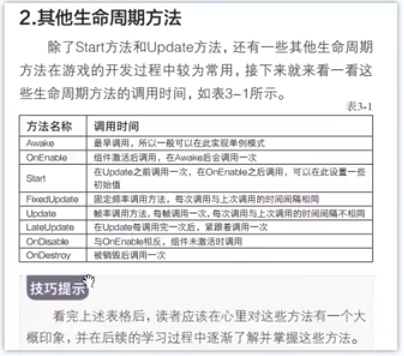 2.其他生命周期方法
除了Start方法和Update方法，还有一些其他生命周期
方法在游戏的开发过程中较为常用，接下来就来看一看这
些生命周期方法的调用时间，如表3-1所示。
表3-1
方法名称 调用时间
Awake 最早调用，所以一般可以在此实现单例模式
OnEnable 组件激活后调用，在Awake后会调用一次
Start 在Update之前调用一次，在OnEnable之后调用，可以在此设置一些
初始值
FixedUpdate 固定频率调用方法，每次调用与上次调用的时间间隔相同
Update 帧率调用方法，每帧调用一次，每次调用与上次调用的时间间隔不相同
LateUpdate 在Update每调用完一次后，紧跟着调用一次
OnDisable 与OnEnable相反，组件未激活时调用
OnDestroy 被销毁后调用一次
技巧提示
看完上述表格后，读者应该在心里对这些方法有一个大
概印象，并在后续的学习过程中逐渐了解并掌握这些方法。